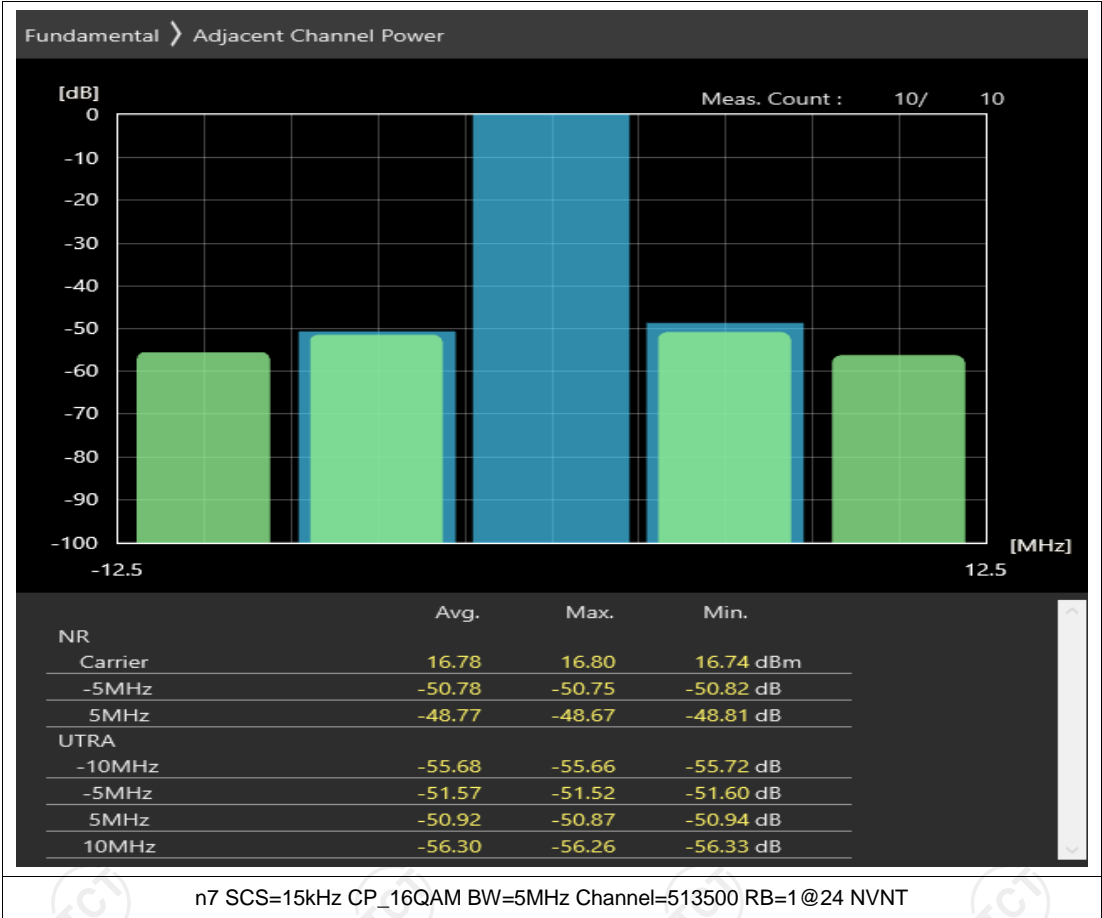 Fundamental ❯ Adjacent Channel Power
[dB]
Meas. Count : 10/ 10
0
-10
-20
-30
-40
-50
-60
-70
-80
-90
-100
[MHz]
-12.5 12.5
Avg. Max. Min.
NR
Carrier 16.78 16.80 16.74 dBm
-5MHz -50.78 -50.75 -50.82 dB
5MHz -48.77 -48.67 -48.81 dB
UTRA
-10MHz -55.68 -55.66 -55.72 dB
-5MHz -51.57 -51.52 -51.60 dB
5MHz -50.92 -50.87 -50.94 dB
10MHz -56.30 -56.26 -56.33 dB
n7 SCS=15kHz CP_16QAM BW=5MHz Channel=513500 RB=1@24 NVNT
TCT TCT TCT TCT